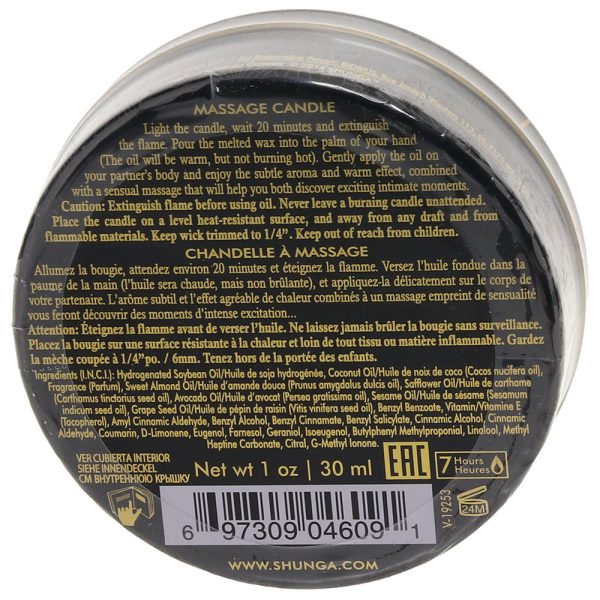 EU Responsible Person, BIORIUS, Rue Joseph Wauters 113,
Canada © 2014 SHUNGA
MASSAGE CANDLE
Light the candle, wait 20 minutes and extinguish
the flame. Pour the melted wax into the palm of your hand
(The oil will be warm, but not burning hot). Gently apply the oil on
your partner's body and enjoy the subtle aroma and warm effect, combined
with a sensual massage that will help you both discover exciting intimate moments.
Caution: Extinguish flame before using oil. Never leave a burning candle unattended.
Place the candle on a level heat-resistant surface, and away from any draft and from
flammable materials. Keep wick trimmed to 1/4". Keep out of reach from children.
CHANDELLE À MASSAGE
Allumez la bougie, attendez environ 20 minutes et éteignez la flamme. Versez l'huile fondue dans la
paume de la main (l'huile sera chaude, mais non brûlante), et appliquez-la délicatement sur le corps de
votre partenaire. L'arôme subtil et l'effet agréable de chaleur combinés à un massage empreint de sensualité
vous feront découvrir des moments d'intense excitation...
Attention: Éteignez la flamme avant de verser l'huile. Ne laissez jamais brûler la bougie sans surveillance.
Placez la bougie sur une surface résistante à la chaleur et loin de tout tissu ou matière inflammable. Gardez
la mèche coupée à 1/4" po. / 6mm. Tenez hors de la portée des enfants.
Ingredients (I.N.C.I.): Hydrogenated Soybean Oil/Huile de soja hydrogénée, Coconut Oil/Huile de noix de coco (Cocos nucifera oil),
Fragrance (Parfum), Sweet Almond Oil/Huile d'amande douce (Prunus amygdalus dulcis oil), Safflower Oil/Huile de carthame
(Carthamus tinctorius seed oil), Avocado Oil/Huile d'avocat (Persea gratissima oil), Sesame Oil/Huile de sésame (Sesamum
indicum seed oil), Grape Seed Oil/Huile de pépin de raisin (Vitis vinifera seed oil), Benzyl Benzoate, Vitamin/Vitamine E
(Tocopherol), Amyl Cinnamic Aldehyde, Benzyl Alcohol, Benzyl Cinnamate, Benzyl Salicylate, Cinnamic Alcohol, Cinnamic
Aldehyde, Coumarin, D-Limonene, Eugenol, Farnesol, Geraniol, Isoeugenol, Butylphenyl Methylpropional, Linalool, Methyl
Heptine Carbonate, Citral, G-Methyl Ionone.
VER CUBIERTA INTERIOR
SIEHE INNENDECKEL
СМ ВНУТРЕННЮЮ КРЫШКУ
Net wt 1 oz | 30 ml
EAC
7 Hours
Heures
6 97309 04609 1
24M
V-19253
WWW.SHUNGA.COM